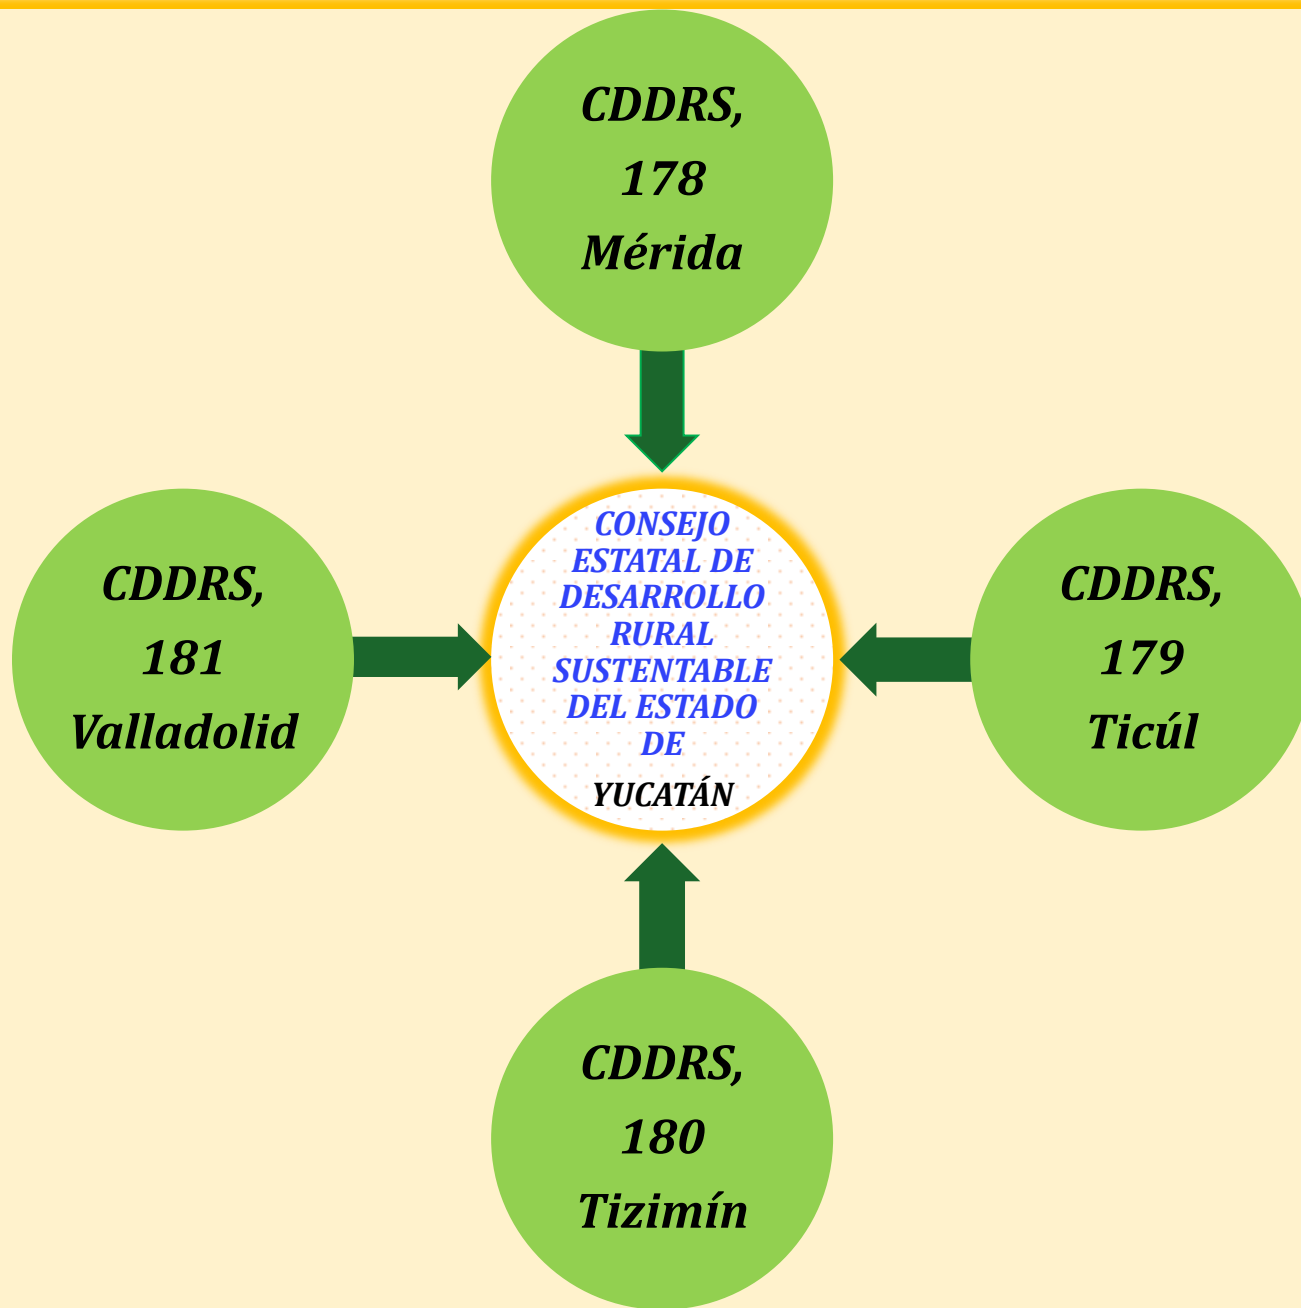 CDDRS,
178
Mérida
CDDRS,
181
Valladolid
CONSEJO
ESTATAL DE
DESARROLLO
RURAL
SUSTENTABLE
DEL ESTADO
DE
YUCATÁN
CDDRS,
179
Ticúl
CDDRS,
180
Tizimín